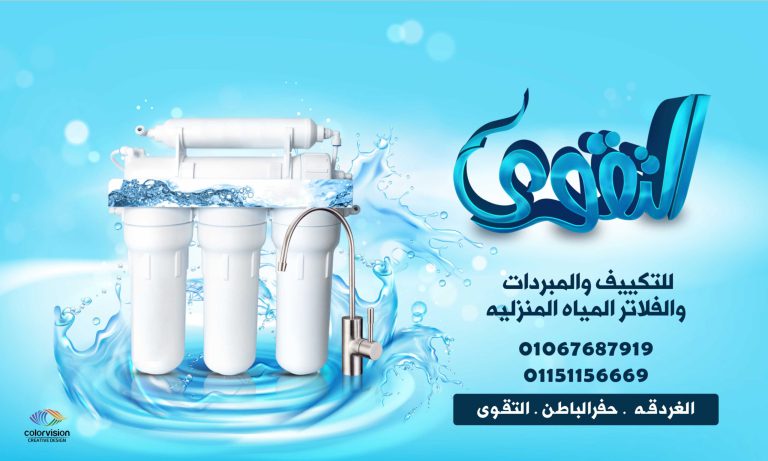 التقوى
للتكييف والمبردات
والفلاتر المياه المنزليه
01067687919
01151156669
الغردقه . حفرالباطن . التقوى
colorvision
CREATIVE DESIGN